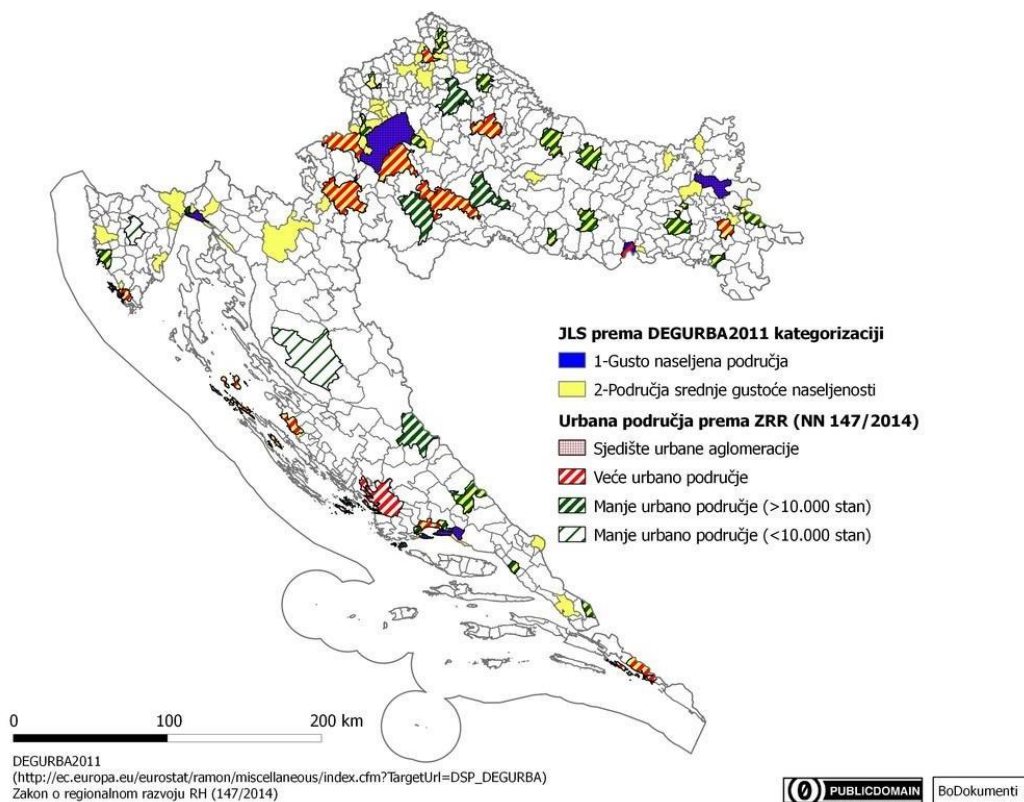 JLS prema DEGURBA2011 kategorizaciji
1-Gusto naseljena područja
2-Područja srednje gustoće naseljenosti
Urbana područja prema ZRR (NN 147/2014)
Sjedište urbane aglomeracije
Veće urbano područje
Manje urbano područje (>10.000 stan)
Manje urbano područje (<10.000 stan)
0 100 200 km
DEGURBA2011
(http://ec.europa.eu/eurostat/ramon/miscellaneous/index.cfm?TargetUrl=DSP_DEGURBA)
Zakon o regionalnom razvoju RH (147/2014)
0 PUBLICDOMAIN BoDokumenti